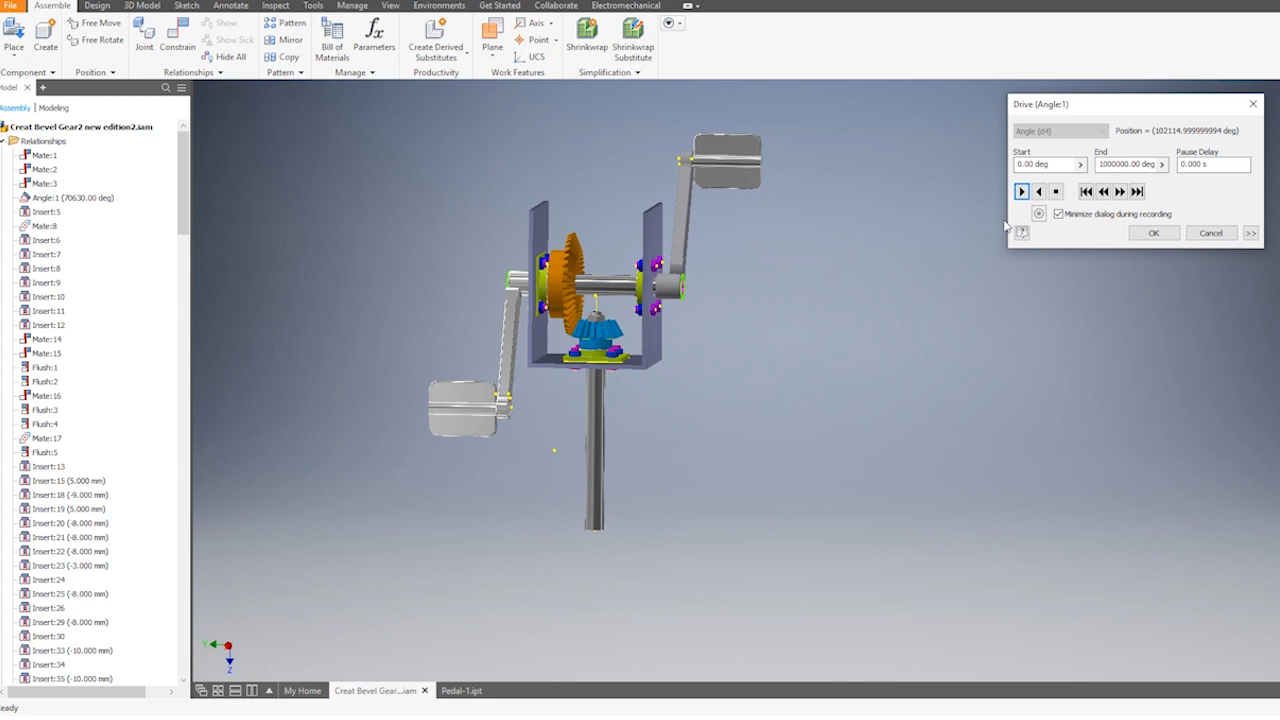 File Assemble Design 3D Model Sketch Annotate Inspect Tools Manage View Environments Get Started Collaborate Electromechanical
Place
Create
Free Move
Free Rotate
Joint
Constrain
Show
Show Sick
Hide All
Pattern
Mirror
Copy
Bill of
Materials
Parameters
Create Derived
Substitutes
Plane
Axis
Point
UCS
Shrinkwrap
Shrinkwrap
Substitute
Component Position Relationships Pattern Manage Productivity Work Features Simplification
Model
Assembly Modeling
Creat Bevel Gear2 new edition2.iam
Relationships
Mate:1
Mate:2
Mate:3
Angle:1 (70630.00 deg)
Insert:5
Mate:8
Insert:6
Insert:7
Insert:8
Insert:9
Insert:10
Insert:11
Insert:12
Mate:14
Mate:15
Flush:1
Flush:2
Mate:16
Flush:3
Flush:4
Mate:17
Flush:5
Insert:13
Insert:15 (5.000 mm)
Insert:18 (-9.000 mm)
Insert:19 (5.000 mm)
Insert:20 (-8.000 mm)
Insert:21 (-8.000 mm)
Insert:22 (-8.000 mm)
Insert:23 (-3.000 mm)
Insert:24
Insert:25 (-8.000 mm)
Insert:26
Insert:29 (-8.000 mm)
Insert:30
Insert:33 (-10.000 mm)
Insert:34
Insert:35 (-10.000 mm)
Drive (Angle:1)
Angle (d4) Position = (102114.999999994 deg)
Start End Pause Delay
0.00 deg 1000000.00 deg 0.000 s
Minimize dialog during recording
? OK Cancel >>
Y
Z
My Home Creat Bevel Gear...iam Pedal-1.ipt
Ready